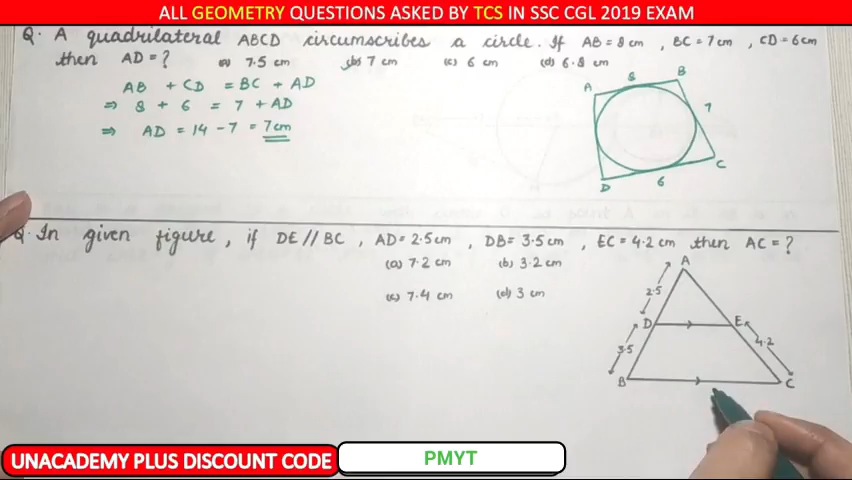 ALL GEOMETRY QUESTIONS ASKED BY TCS IN SSC CGL 2019 EXAM
Q. A quadrilateral ABCD circumscribes a circle. If AB = 8 cm , BC = 7 cm , CD = 6 cm
then AD = ? (a) 7.5 cm (b) 7 cm (c) 6 cm (d) 6.8 cm
AB + CD = BC + AD
⇒ 8 + 6 = 7 + AD
⇒ AD = 14 - 7 = 7 cm
A 8 B
7
C
D 6
Q. In given figure , if DE // BC , AD = 2.5 cm , DB = 3.5 cm , EC = 4.2 cm then AC = ?
(a) 7.2 cm (b) 3.2 cm
(c) 7.4 cm (d) 3 cm
A
2.5
D E
3.5 4.2
B C
UNACADEMY PLUS DISCOUNT CODE PMYT